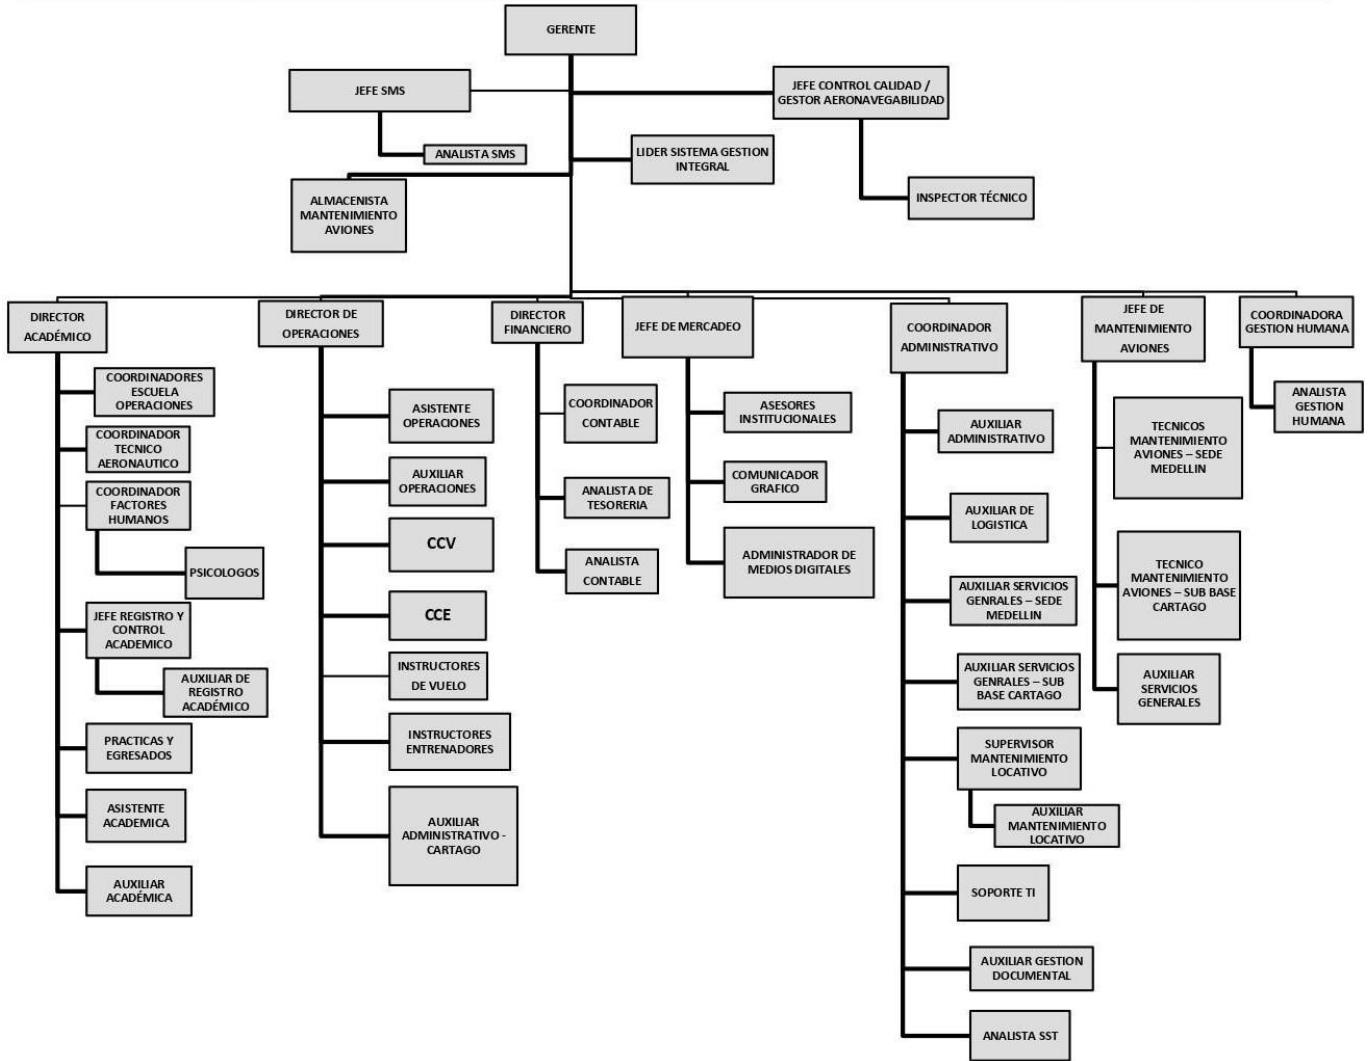 GERENTE
JEFE SMS
JEFE CONTROL CALIDAD /
GESTOR AERONAVEGABILIDAD
ANALISTA SMS
LIDER SISTEMA GESTION
INTEGRAL
ALMACENISTA
MANTENIMIENTO
AVIONES
INSPECTOR TÉCNICO
DIRECTOR
ACADÉMICO
COORDINADORES
ESCUELA
OPERACIONES
COORDINADOR
TECNICO
AERONAUTICO
COORDINADOR
FACTORES
HUMANOS
PSICOLOGOS
JEFE REGISTRO Y
CONTROL
ACADEMICO
AUXILIAR DE
REGISTRO
ACADÉMICO
PRACTICAS Y
EGRESADOS
ASISTENTE
ACADEMICA
AUXILIAR
ACADÉMICA
DIRECTOR DE
OPERACIONES
ASISTENTE
OPERACIONES
AUXILIAR
OPERACIONES
CCV
CCE
INSTRUCTORES
DE VUELO
INSTRUCTORES
ENTRENADORES
AUXILIAR
ADMINISTRATIVO -
CARTAGO
DIRECTOR
FINANCIERO
COORDINADOR
CONTABLE
ANALISTA DE
TESORERIA
ANALISTA
CONTABLE
JEFE DE MERCADEO
ASESORES
INSTITUCIONALES
COMUNICADOR
GRAFICO
ADMINISTRADOR DE
MEDIOS DIGITALES
COORDINADOR
ADMINISTRATIVO
AUXILIAR
ADMINISTRATIVO
AUXILIAR DE
LOGISTICA
AUXILIAR SERVICIOS
GENRALES – SEDE
MEDELLIN
AUXILIAR SERVICIOS
GENRALES – SUB
BASE CARTAGO
SUPERVISOR
MANTENIMIENTO
LOCATIVO
AUXILIAR
MANTENIMIENTO
LOCATIVO
SOPORTE TI
AUXILIAR GESTION
DOCUMENTAL
ANALISTA SST
JEFE DE
MANTENIMIENTO
AVIONES
TECNICOS
MANTENIMIENTO
AVIONES – SEDE
MEDELLIN
TECNICO
MANTENIMIENTO
AVIONES – SUB BASE
CARTAGO
AUXILIAR
SERVICIOS
GENERALES
COORDINADORA
GESTION HUMANA
ANALISTA
GESTION
HUMANA